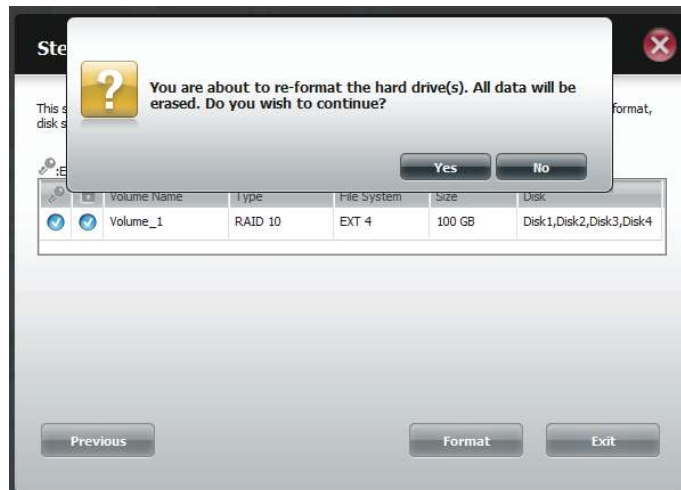 Ste
You are about to re-format the hard drive(s). All data will be
erased. Do you wish to continue?
This s
format,
disk s
:E
Yes No
Volume Name Type File System Size Disk
Volume_1 RAID 10 EXT 4 100 GB Disk1,Disk2,Disk3,Disk4
Previous Format Exit